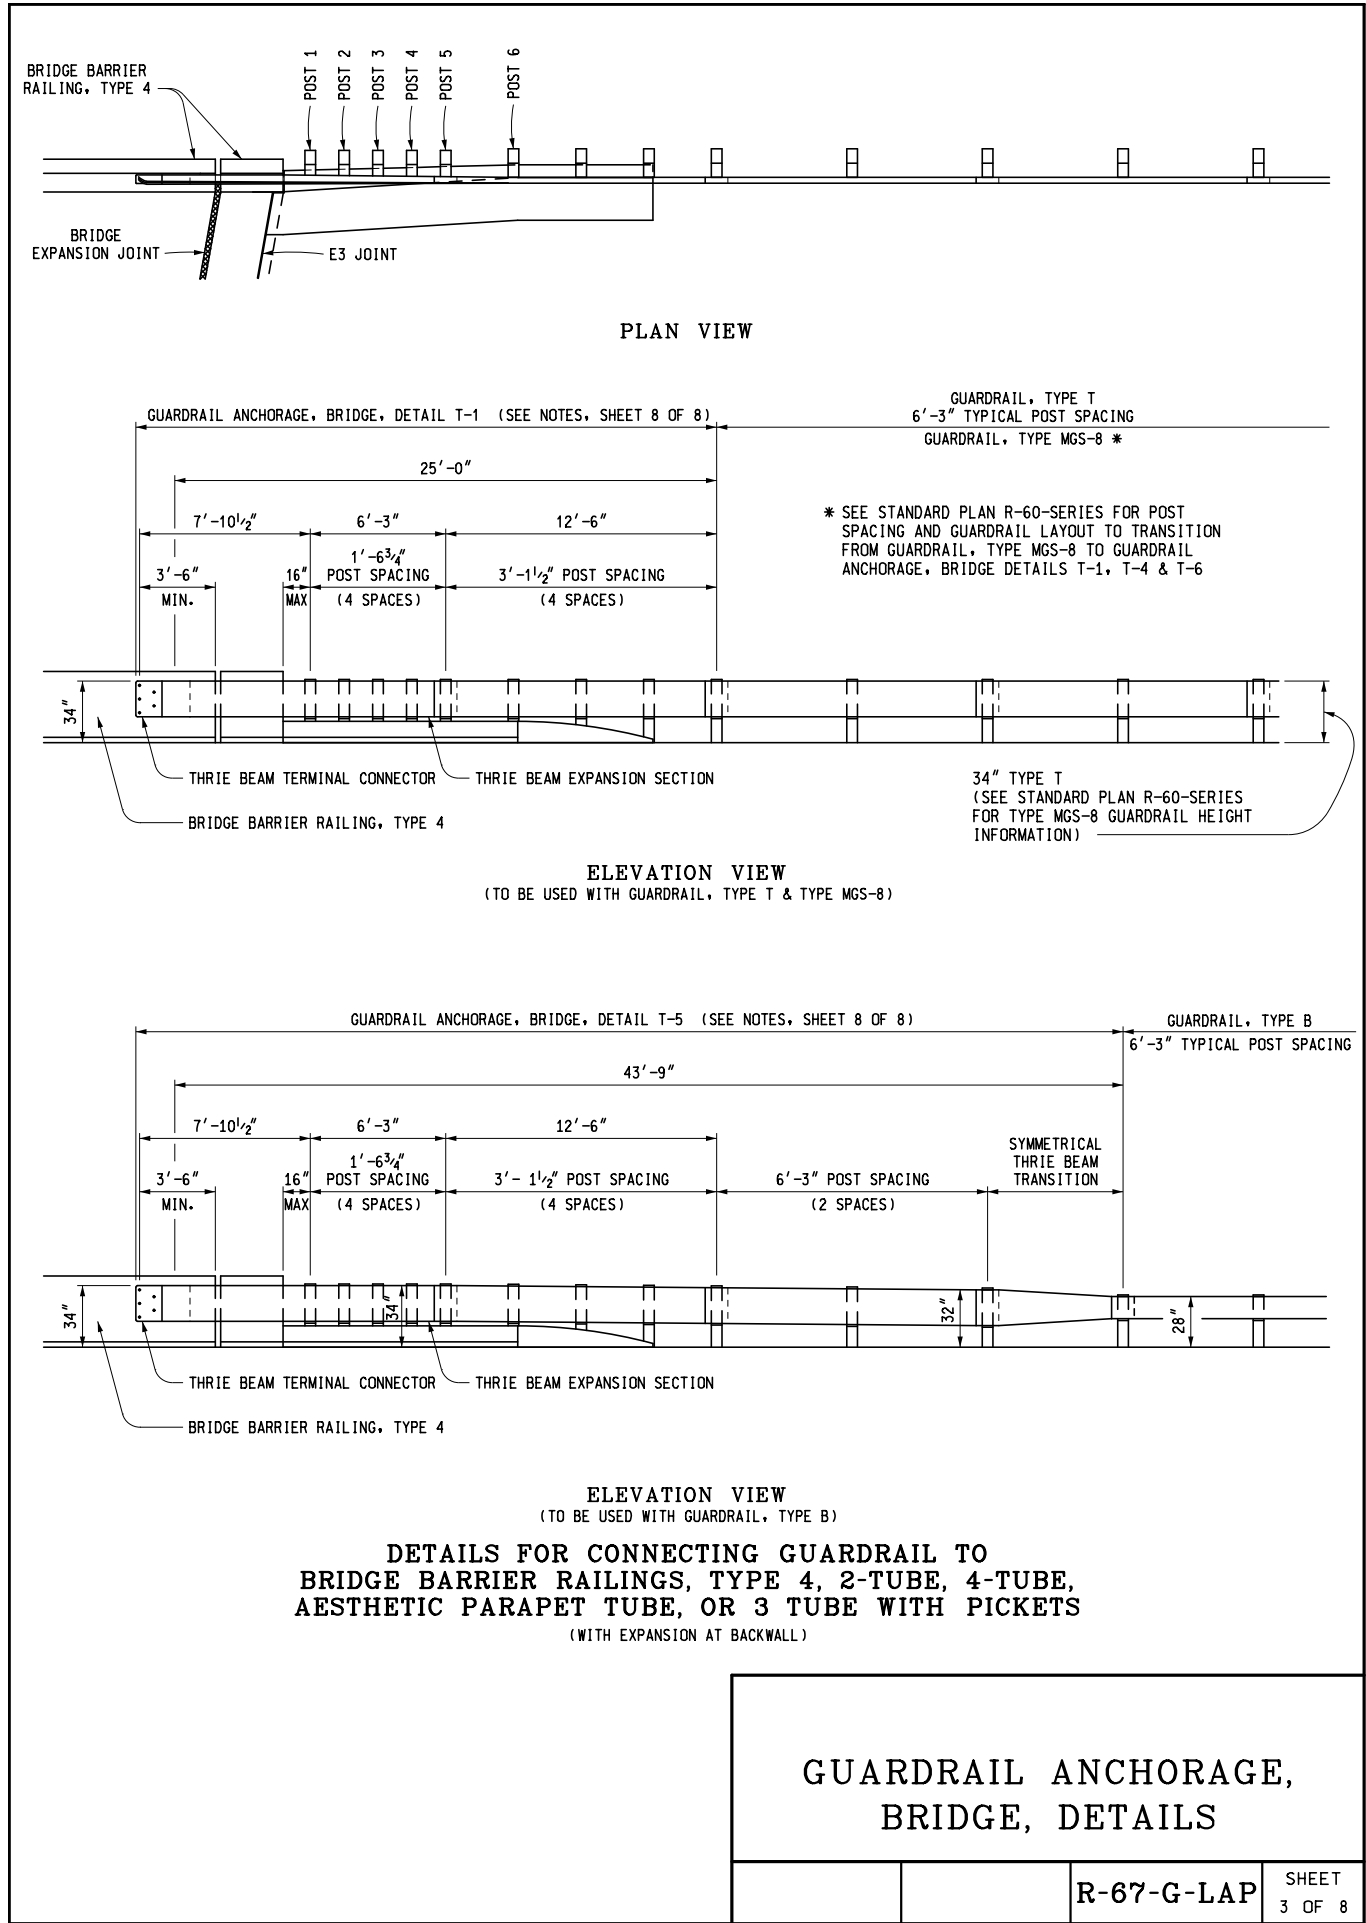 POST 1
POST 2
POST 3
POST 4
POST 5
POST 6
BRIDGE BARRIER
RAILING, TYPE 4
BRIDGE
EXPANSION JOINT
E3 JOINT
PLAN VIEW
GUARDRAIL ANCHORAGE, BRIDGE, DETAIL T-1 (SEE NOTES, SHEET 8 OF 8)
GUARDRAIL, TYPE T
6'-3" TYPICAL POST SPACING
GUARDRAIL, TYPE MGS-8 *
25'-0"
7'-10½"
6'-3"
12'-6"
* SEE STANDARD PLAN R-60-SERIES FOR POST
SPACING AND GUARDRAIL LAYOUT TO TRANSITION
FROM GUARDRAIL, TYPE MGS-8 TO GUARDRAIL
ANCHORAGE, BRIDGE DETAILS T-1, T-4 & T-6
3'-6"
MIN.
16"
MAX
1'-6¾"
POST SPACING
(4 SPACES)
3'-1½" POST SPACING
(4 SPACES)
34"
THRIE BEAM TERMINAL CONNECTOR
THRIE BEAM EXPANSION SECTION
BRIDGE BARRIER RAILING, TYPE 4
34" TYPE T
(SEE STANDARD PLAN R-60-SERIES
FOR TYPE MGS-8 GUARDRAIL HEIGHT
INFORMATION)
ELEVATION VIEW
(TO BE USED WITH GUARDRAIL, TYPE T & TYPE MGS-8)
GUARDRAIL ANCHORAGE, BRIDGE, DETAIL T-5 (SEE NOTES, SHEET 8 OF 8)
GUARDRAIL, TYPE B
6'-3" TYPICAL POST SPACING
43'-9"
7'-10½"
6'-3"
12'-6"
3'-6"
MIN.
16"
MAX
1'-6¾"
POST SPACING
(4 SPACES)
3'- 1½" POST SPACING
(4 SPACES)
6'-3" POST SPACING
(2 SPACES)
SYMMETRICAL
THRIE BEAM
TRANSITION
34"
34"
32"
28"
THRIE BEAM TERMINAL CONNECTOR
THRIE BEAM EXPANSION SECTION
BRIDGE BARRIER RAILING, TYPE 4
ELEVATION VIEW
(TO BE USED WITH GUARDRAIL, TYPE B)
DETAILS FOR CONNECTING GUARDRAIL TO
BRIDGE BARRIER RAILINGS, TYPE 4, 2-TUBE, 4-TUBE,
AESTHETIC PARAPET TUBE, OR 3 TUBE WITH PICKETS
(WITH EXPANSION AT BACKWALL)
GUARDRAIL ANCHORAGE,
BRIDGE, DETAILS
R-67-G-LAP
SHEET
3 OF 8